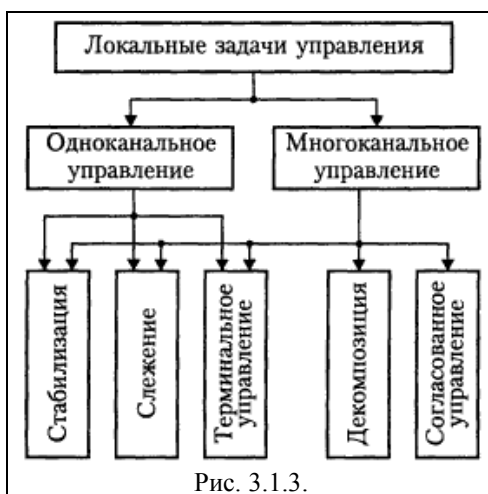 Локальные задачи управления
Одноканальное
управление
Многоканальное
управление
Стабилизация
Слежение
Терминальное
управление
Декомпозиция
Согласованное
управление
Рис. 3.1.3.